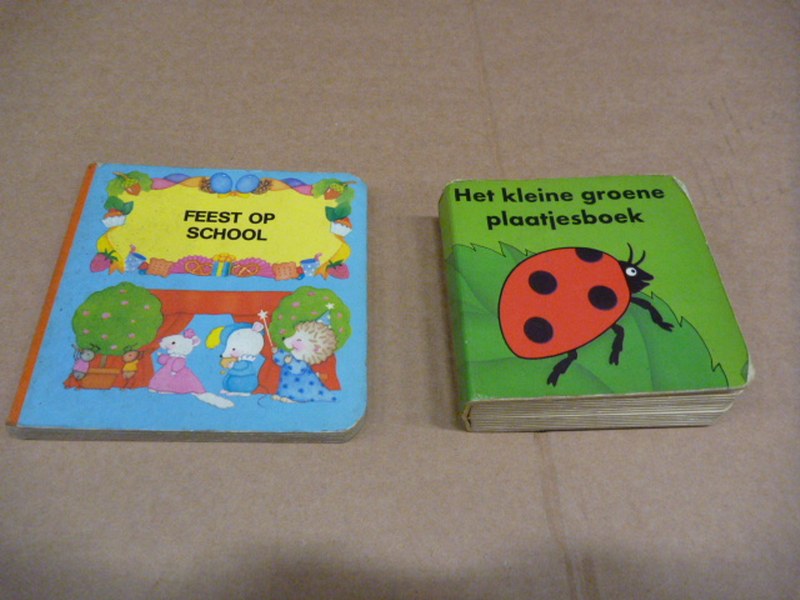 FEEST OP
SCHOOL
Het kleine groene
plaatjesboek